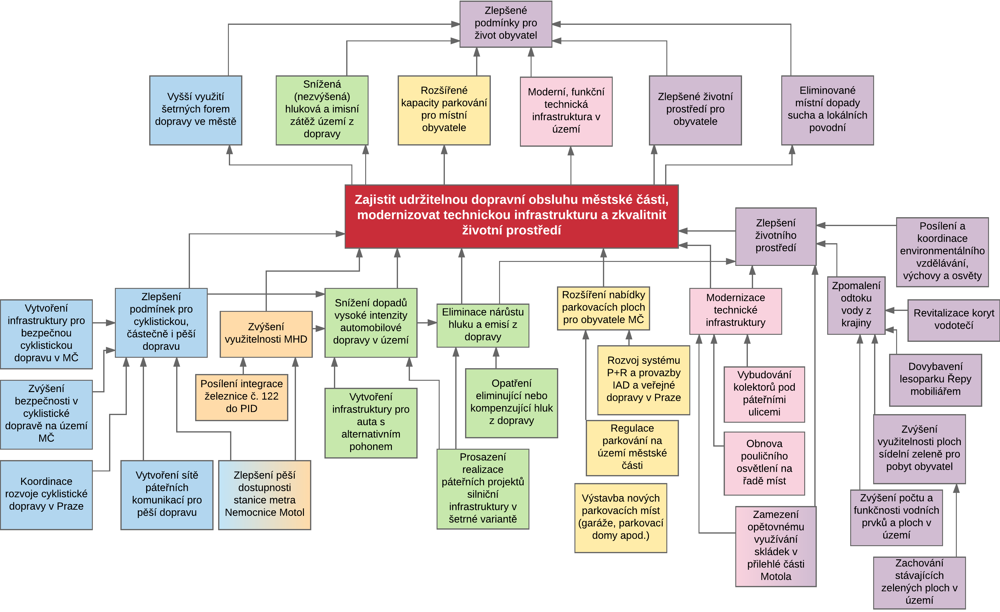 Zlepšené
podmínky pro
život obyvatel
Vyšší využití
šetrných forem
dopravy ve městě
Snížená
(nezvýšená)
hluková a imisní
zátěž území z
dopravy
Rozšířené
kapacity parkování
pro místní
obyvatele
Moderní, funkční
technická
infrastruktura v
území
Zlepšené životní
prostředí pro
obyvatele
Eliminované
místní dopady
sucha a lokálních
povodní
Zajistit udržitelnou dopravní obsluhu městské části,
modernizovat technickou infrastrukturu a zkvalitnit
životní prostředí
Zlepšení
životního
prostředí
Posílení a
koordinace
environmentálního
vzdělávání,
výchovy a osvěty
Vytvoření
infrastruktury pro
bezpečnou
cyklistickou
dopravu v MČ
Zlepšení
podmínek pro
cyklistickou,
částečně i pěší
dopravu
Zvýšení
využitelnosti MHD
Snížení dopadů
vysoké intenzity
automobilové
dopravy v území
Eliminace nárůstu
hluku a emisí z
dopravy
Rozšíření nabídky
parkovacích ploch
pro obyvatele MČ
Modernizace
technické
infrastruktury
Zpomalení
odtoku
vody z
krajiny
Revitalizace koryt
vodotečí
Zvýšení
bezpečnosti v
cyklistické
dopravě na území
MČ
Posílení integrace
železnice č. 122
do PID
Vytvoření
infrastruktury pro
auta s
alternativním
pohonem
Opatření
eliminující nebo
kompenzující hluk
z dopravy
Rozvoj systému
P+R a provazby
IAD a veřejné
dopravy v Praze
Vybudování
kolektorů pod
páteřními
ulicemi
Dovybavení
lesoparku Řepy
mobiliářem
Regulace
parkování na
území městské
části
Obnova
pouličního
osvětlení na
řadě míst
Zvýšení
využitelnosti ploch
sídelní zeleně pro
pobyt obyvatel
Koordinace
rozvoje cyklistické
dopravy v Praze
Vytvoření sítě
páteřních
komunikací pro
pěší dopravu
Zlepšení pěší
dostupnosti
stanice metra
Nemocnice Motol
Prosazení
realizace
páteřních projektů
silniční
infrastruktury v
šetrné variantě
Výstavba nových
parkovacích míst
(garáže, parkovací
domy apod.)
Zamezení
opětovnému
využívání
skládek v
přilehlé části
Motola
Zvýšení počtu a
funkčnosti vodních
prvků a ploch v
území
Zachování
stávajících
zelených ploch v
území